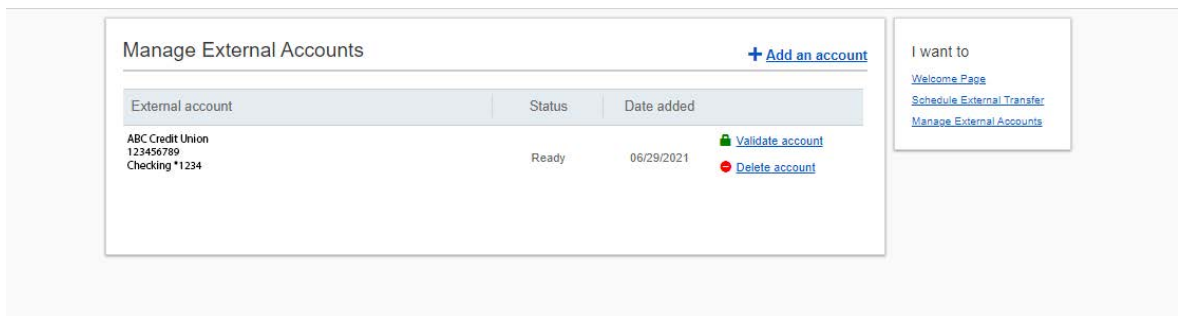 Manage External Accounts
+ Add an account
External account Status Date added
ABC Credit Union
123456789
Checking *1234
Ready 06/29/2021
Validate account
Delete account
I want to
Welcome Page
Schedule External Transfer
Manage External Accounts